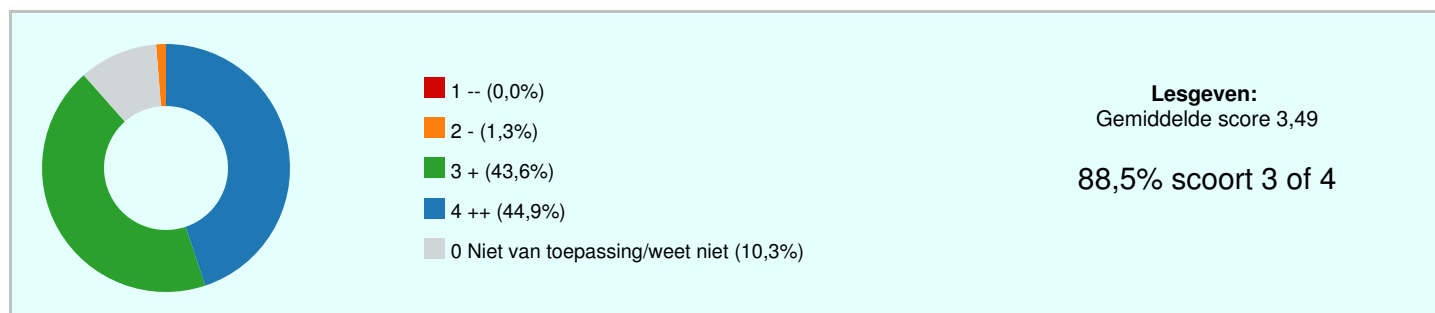 1 -- (0,0%)
2 - (1,3%)
3 + (43,6%)
4 ++ (44,9%)
0 Niet van toepassing/weet niet (10,3%)
Lesgeven:
Gemiddelde score 3,49
88,5% scoort 3 of 4